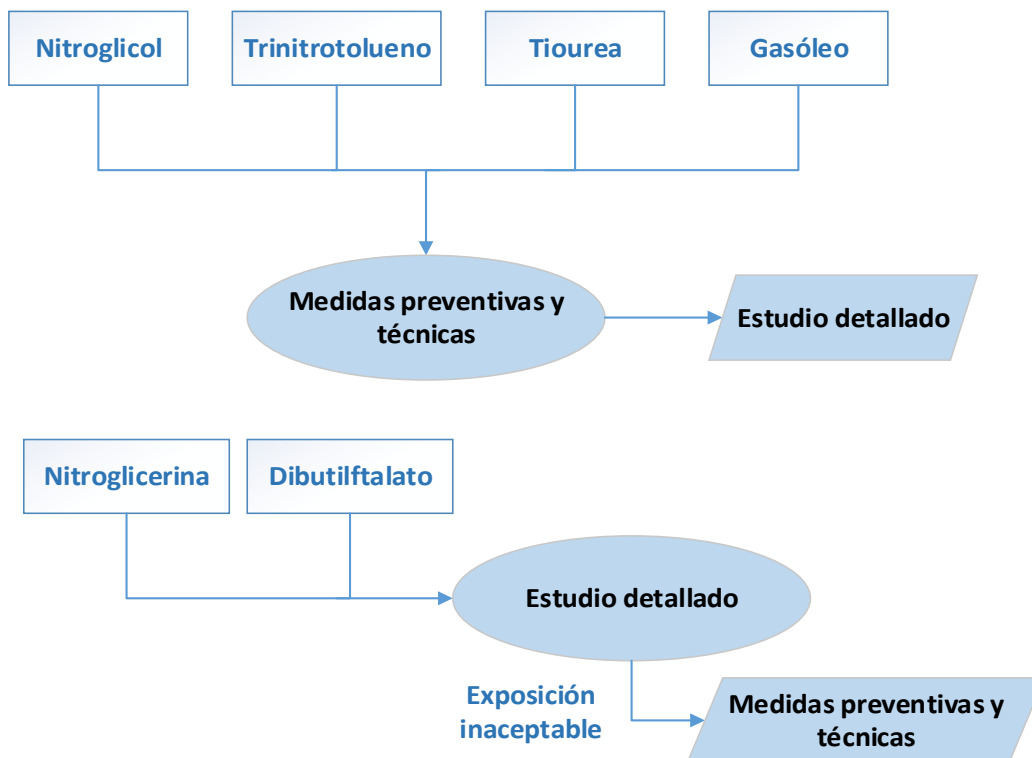 Nitroglicol
Trinitrotolueno
Tiourea
Gasóleo
Medidas preventivas y
técnicas
Estudio detallado
Nitroglicerina
Dibutilftalato
Estudio detallado
Exposición
inaceptable
Medidas preventivas y
técnicas